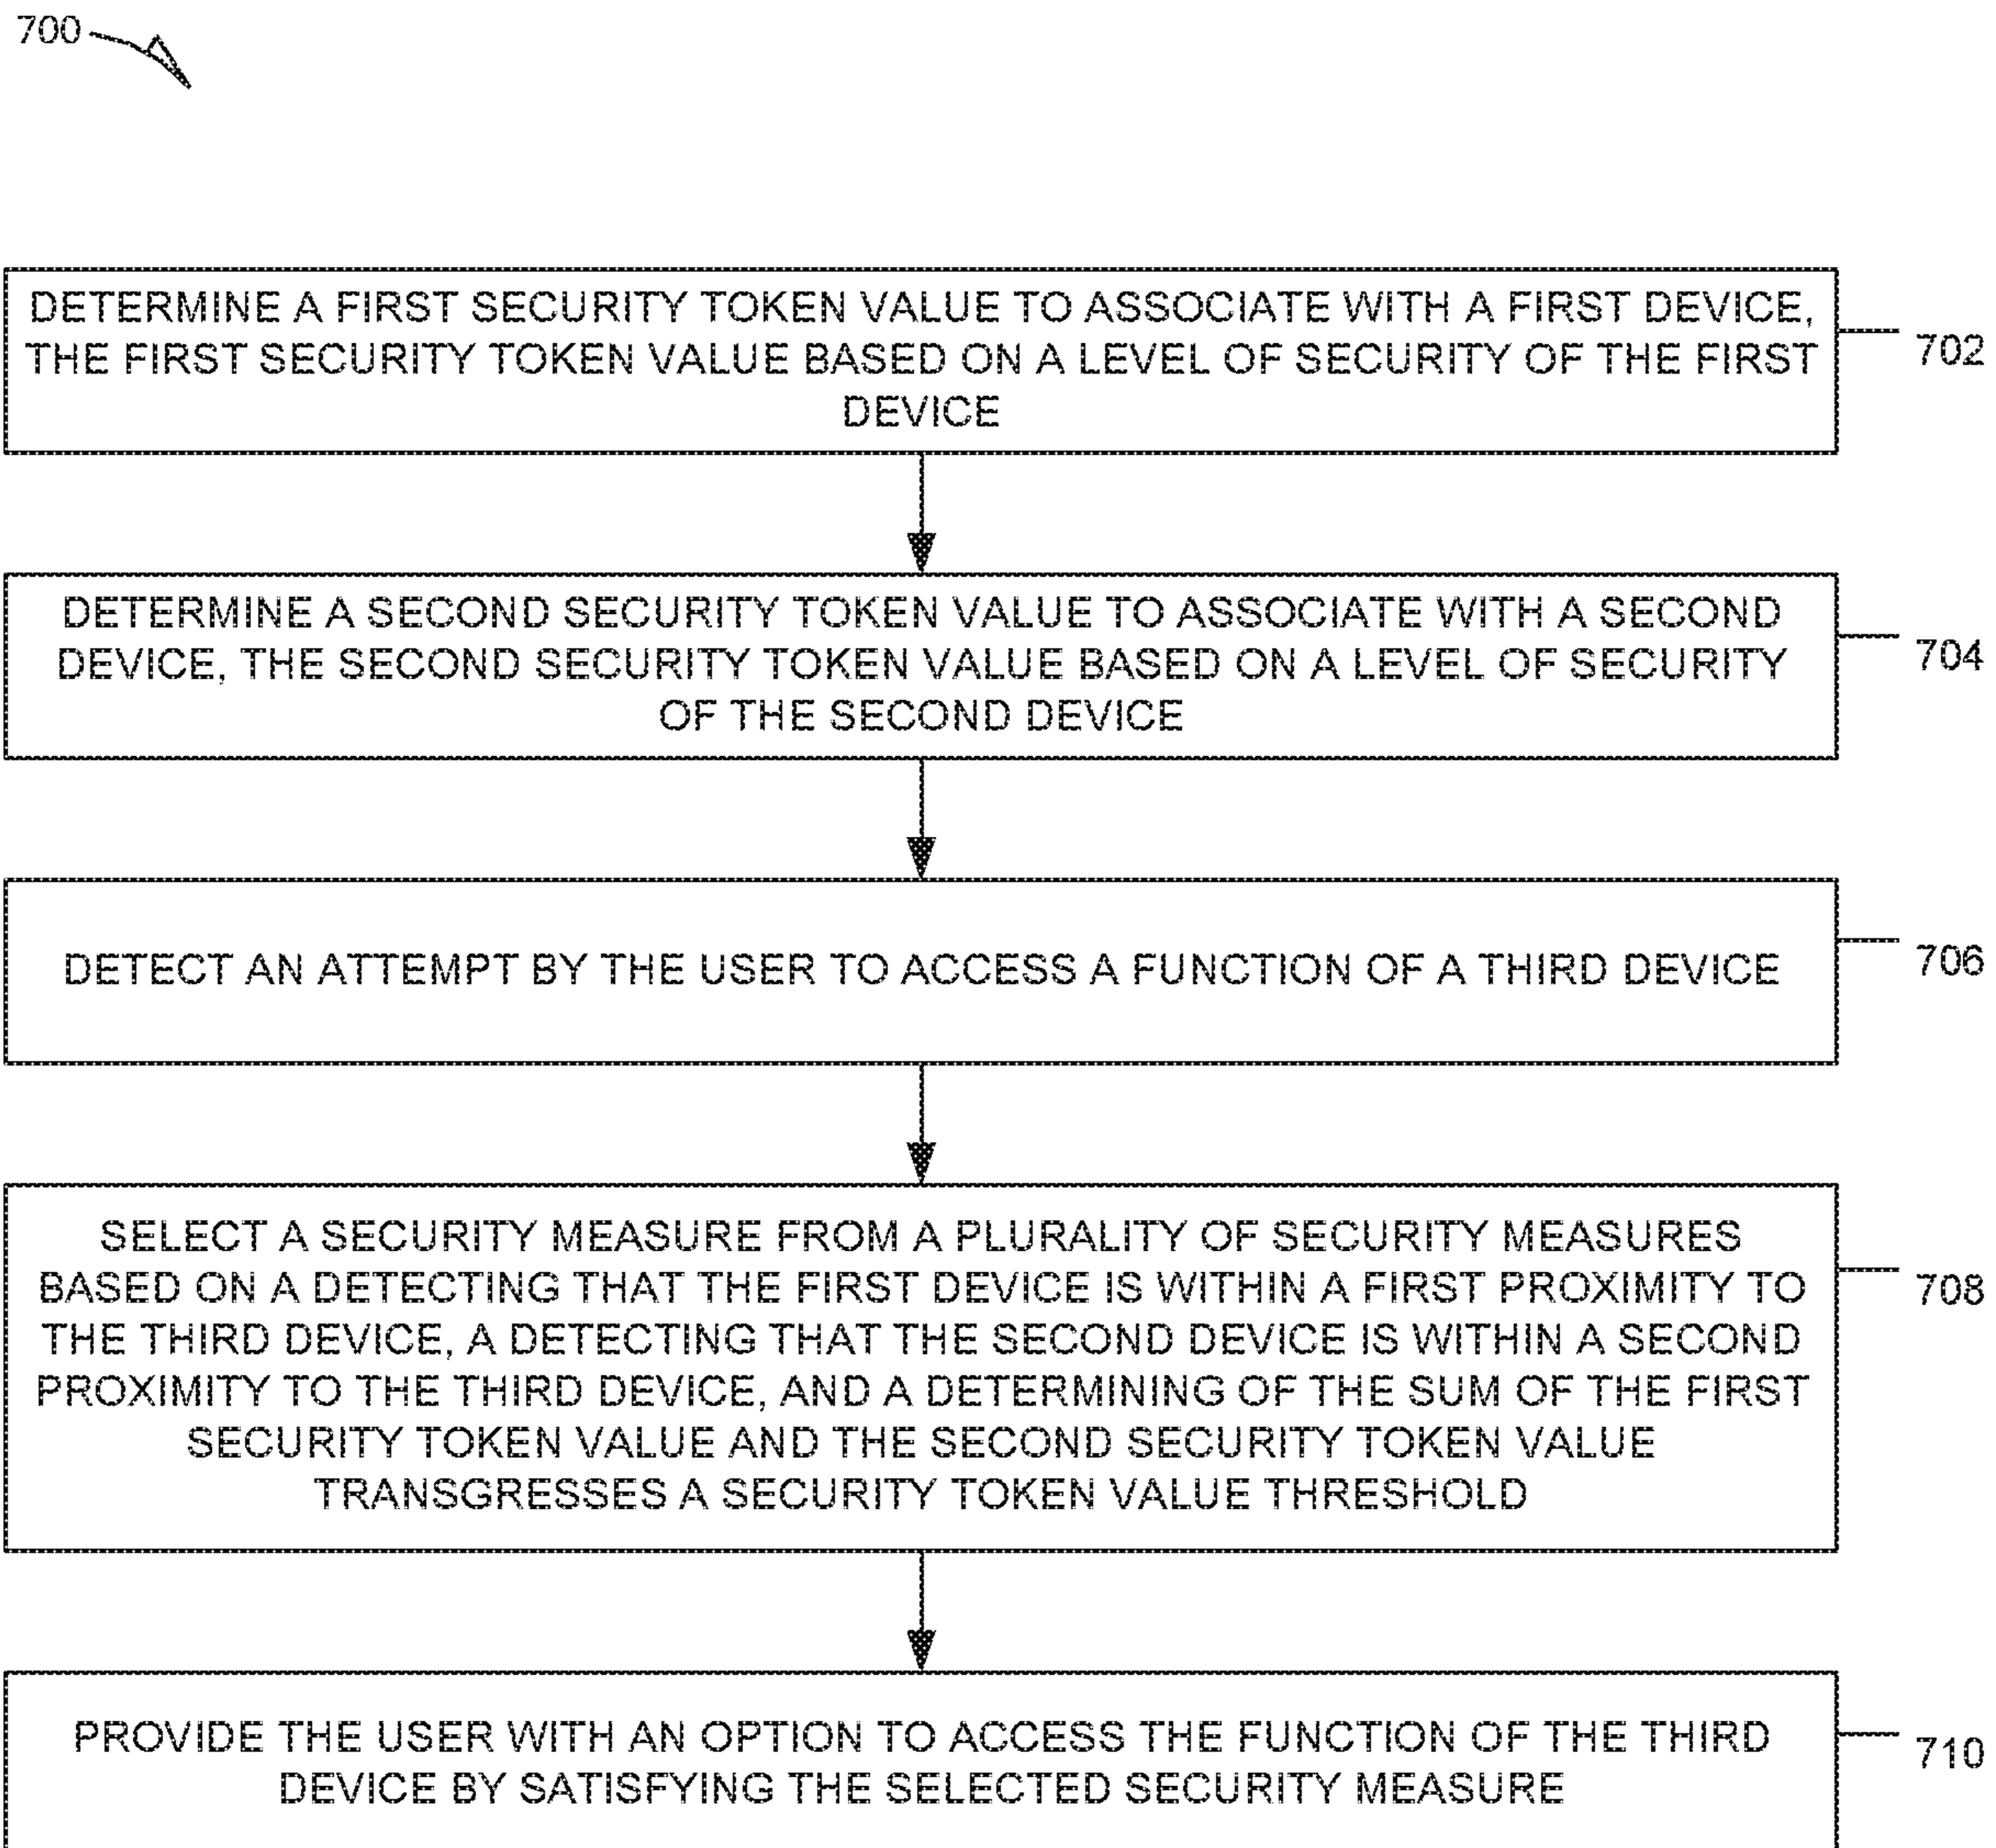 700
DETERMINE A FIRST SECURITY TOKEN VALUE TO ASSOCIATE WITH A FIRST DEVICE,
THE FIRST SECURITY TOKEN VALUE BASED ON A LEVEL OF SECURITY OF THE FIRST
DEVICE
702
DETERMINE A SECOND SECURITY TOKEN VALUE TO ASSOCIATE WITH A SECOND
DEVICE, THE SECOND SECURITY TOKEN VALUE BASED ON A LEVEL OF SECURITY
OF THE SECOND DEVICE
704
DETECT AN ATTEMPT BY THE USER TO ACCESS A FUNCTION OF A THIRD DEVICE
706
SELECT A SECURITY MEASURE FROM A PLURALITY OF SECURITY MEASURES
BASED ON A DETECTING THAT THE FIRST DEVICE IS WITHIN A FIRST PROXIMITY TO
THE THIRD DEVICE, A DETECTING THAT THE SECOND DEVICE IS WITHIN A SECOND
PROXIMITY TO THE THIRD DEVICE, AND A DETERMINING OF THE SUM OF THE FIRST
SECURITY TOKEN VALUE AND THE SECOND SECURITY TOKEN VALUE
TRANSGRESSES A SECURITY TOKEN VALUE THRESHOLD
708
PROVIDE THE USER WITH AN OPTION TO ACCESS THE FUNCTION OF THE THIRD
DEVICE BY SATISFYING THE SELECTED SECURITY MEASURE
710